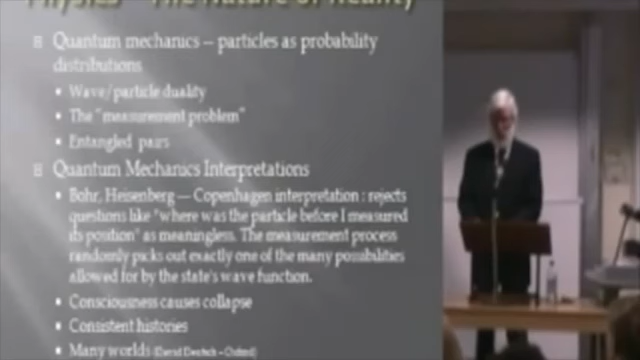 Physics – The Nature of Reality
Quantum mechanics – particles as probability
distributions
Wave/particle duality
The "measurement problem"
Entangled pairs
Quantum Mechanics Interpretations
Bohr, Heisenberg — Copenhagen interpretation : rejects
questions like "where was the particle before I measured
its position" as meaningless. The measurement process
randomly picks out exactly one of the many possibilities
allowed for by the state's wave function.
Consciousness causes collapse
Consistent histories
Many worlds (David Deutsch – Oxford)